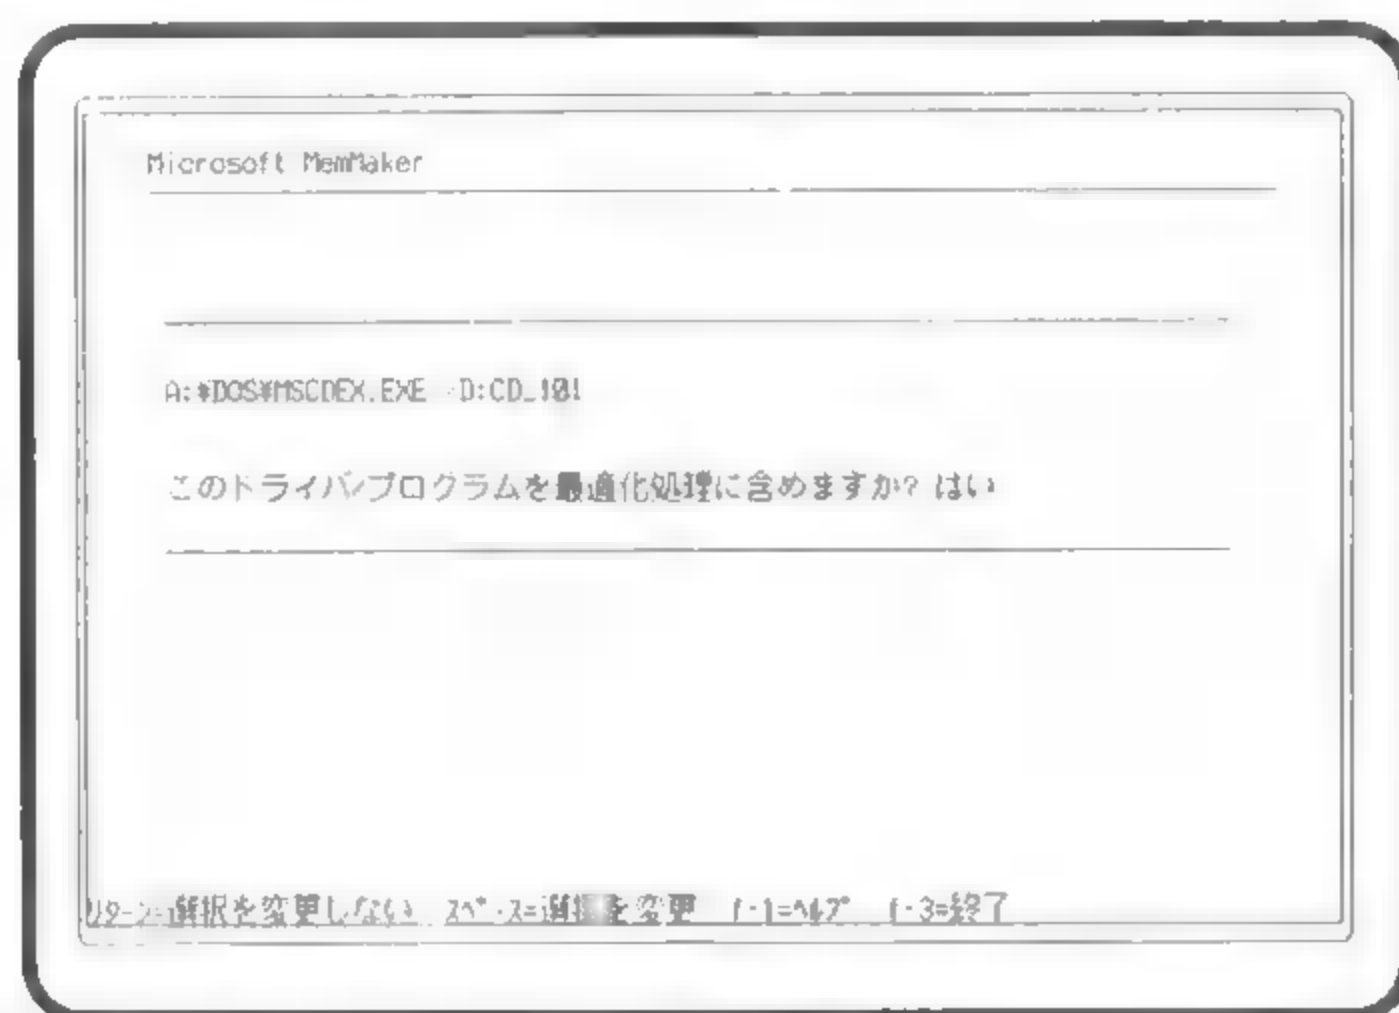 Microsoft MemMaker
A:¥DOS¥MSCDEX.EXE /D:CD_101
このドライバ/プログラムを最適化処理に含めますか? はい
リターン=選択を変更しない スペース=選択を変更 f･1=ﾍﾙﾌﾟ f･3=終了